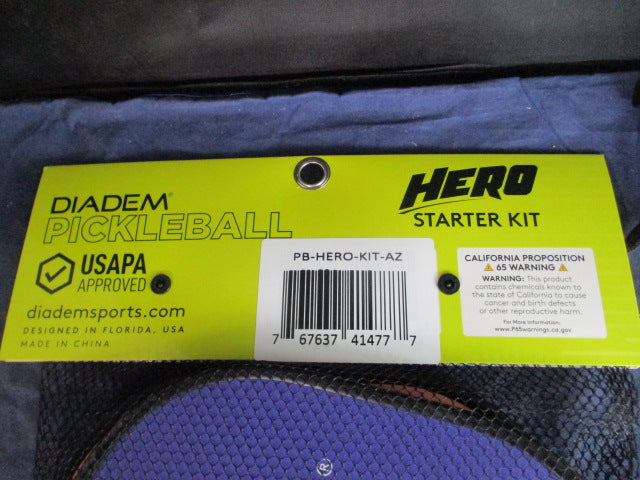 DIADEM®
PICKLEBALL
USAPA
APPROVED
diademsports.com
DESIGNED IN FLORIDA, USA
MADE IN CHINA
HERO
STARTER KIT
PB-HERO-KIT-AZ
7 67637 41477 7
CALIFORNIA PROPOSITION
⚠ 65 WARNING ⚠
WARNING: This product
contains chemicals known to
the state of California to cause
cancer and birth defects
or other reproductive harm.
For More Information:
www.P65warnings.ca.gov
®